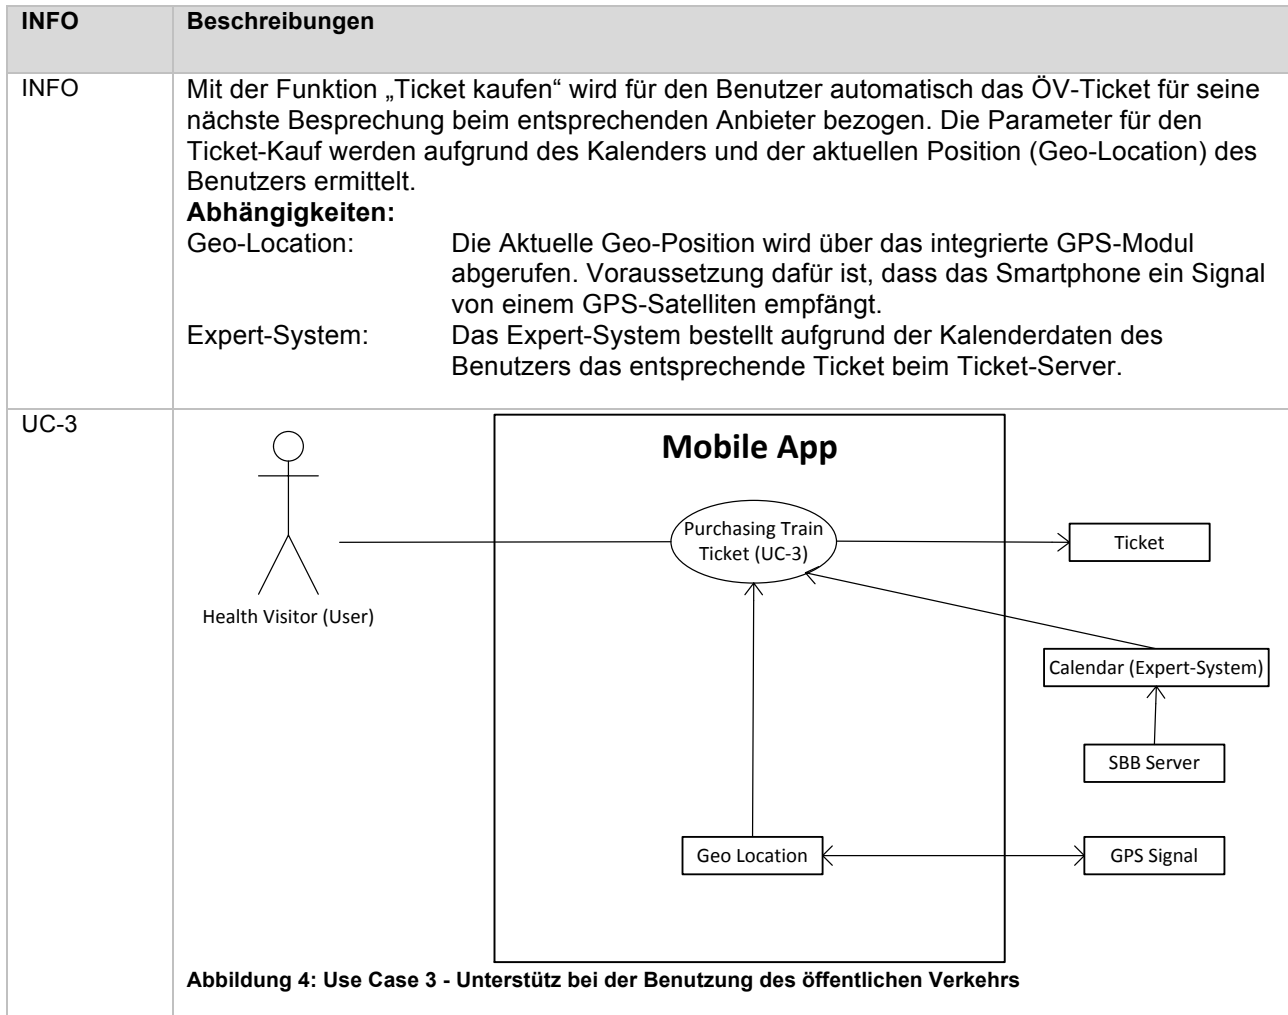 INFO Beschreibungen
INFO Mit der Funktion „Ticket kaufen“ wird für den Benutzer automatisch das ÖV-Ticket für seine
nächste Besprechung beim entsprechenden Anbieter bezogen. Die Parameter für den
Ticket-Kauf werden aufgrund des Kalenders und der aktuellen Position (Geo-Location) des
Benutzers ermittelt.
Abhängigkeiten:
Geo-Location: Die Aktuelle Geo-Position wird über das integrierte GPS-Modul
abgerufen. Voraussetzung dafür ist, dass das Smartphone ein Signal
von einem GPS-Satelliten empfängt.
Expert-System: Das Expert-System bestellt aufgrund der Kalenderdaten des
Benutzers das entsprechende Ticket beim Ticket-Server.
UC-3
Mobile App
Purchasing Train
Ticket (UC-3)
Ticket
Health Visitor (User)
Calendar (Expert-System)
SBB Server
Geo Location
GPS Signal
Abbildung 4: Use Case 3 - Unterstütz bei der Benutzung des öffentlichen Verkehrs